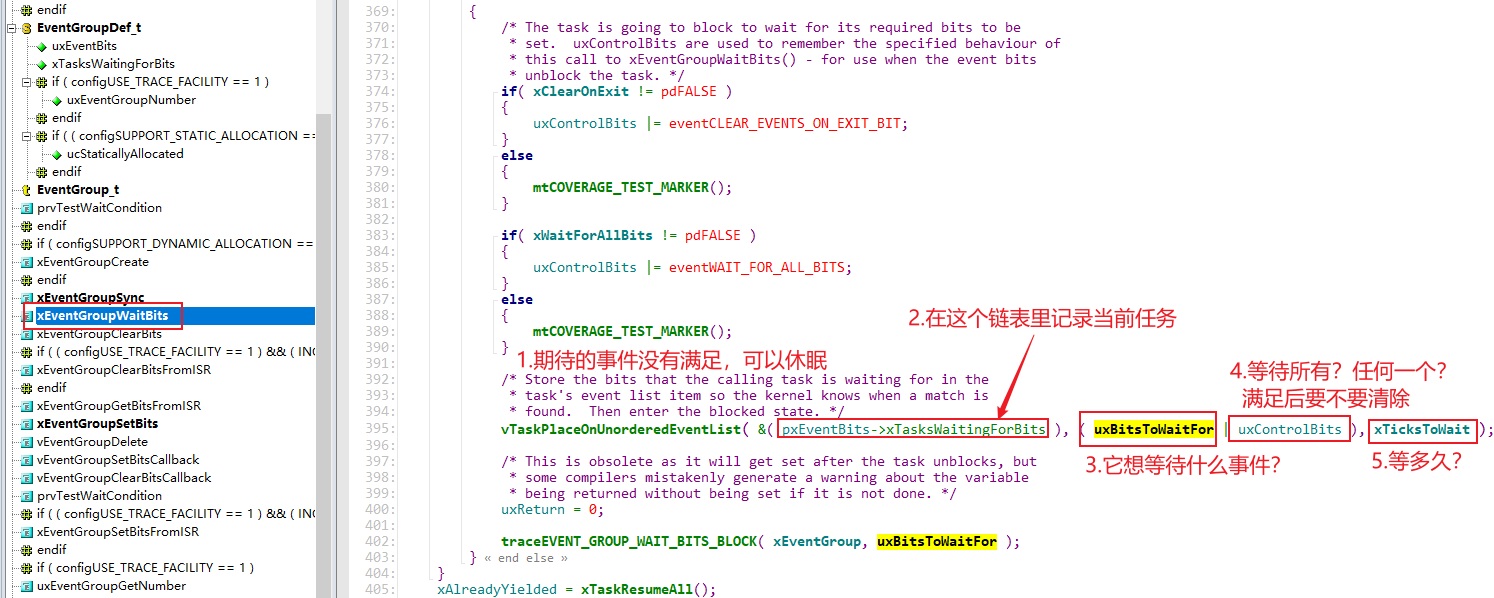 endif
EventGroupDef_t
uxEventBits
xTasksWaitingForBits
if ( configUSE_TRACE_FACILITY == 1 )
uxEventGroupNumber
endif
if ( ( configSUPPORT_STATIC_ALLOCATION ==
ucStaticallyAllocated
endif
EventGroup_t
prvTestWaitCondition
endif
if ( configSUPPORT_DYNAMIC_ALLOCATION ==
xEventGroupCreate
endif
xEventGroupSync
xEventGroupWaitBits
xEventGroupClearBits
if ( ( configUSE_TRACE_FACILITY == 1 ) && ( INC
xEventGroupClearBitsFromISR
endif
xEventGroupGetBitsFromISR
xEventGroupSetBits
vEventGroupDelete
vEventGroupSetBitsCallback
vEventGroupClearBitsCallback
prvTestWaitCondition
if ( ( configUSE_TRACE_FACILITY == 1 ) && ( INC
xEventGroupSetBitsFromISR
endif
if ( configUSE_TRACE_FACILITY == 1 )
uxEventGroupGetNumber
369: {
370: /* The task is going to block to wait for its required bits to be
371: * set. uxControlBits are used to remember the specified behaviour of
372: * this call to xEventGroupWaitBits() - for use when the event bits
373: * unblock the task. */
374: if( xClearOnExit != pdFALSE )
375: {
376: uxControlBits |= eventCLEAR_EVENTS_ON_EXIT_BIT;
377: }
378: else
379: {
380: mtCOVERAGE_TEST_MARKER();
381: }
382:
383: if( xWaitForAllBits != pdFALSE )
384: {
385: uxControlBits |= eventWAIT_FOR_ALL_BITS;
386: }
387: else
388: {
389: mtCOVERAGE_TEST_MARKER();
390: }
2.在这个链表里记录当前任务
391:
1.期待的事件没有满足，可以休眠
4.等待所有？任何一个？
满足后要不要清除
392: /* Store the bits that the calling task is waiting for in the
393: * task's event list item so the kernel knows when a match is
394: * found. Then enter the blocked state. */
395: vTaskPlaceOnUnorderedEventList( &( pxEventBits->xTasksWaitingForBits ), ( uxBitsToWaitFor | uxControlBits ), xTicksToWait );
396:
3.它想等待什么事件？
5.等多久？
397: /* This is obsolete as it will get set after the task unblocks, but
398: * some compilers mistakenly generate a warning about the variable
399: * being returned without being set if it is not done. */
400: uxReturn = 0;
401:
402: traceEVENT_GROUP_WAIT_BITS_BLOCK( xEventGroup, uxBitsToWaitFor );
403: } « end else »
404: }
405: xAlreadyYielded = xTaskResumeAll();